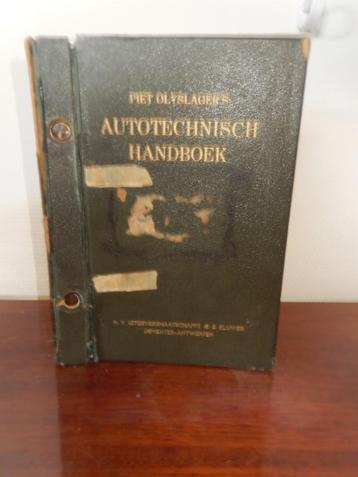 PIET OLYSLAGER'S
AUTOTECHNISCH
HANDBOEK
N.V. UITGEVERSMAATSCHAPPIJ Æ. E. KLUWER
DEVENTER-ANTWERPEN